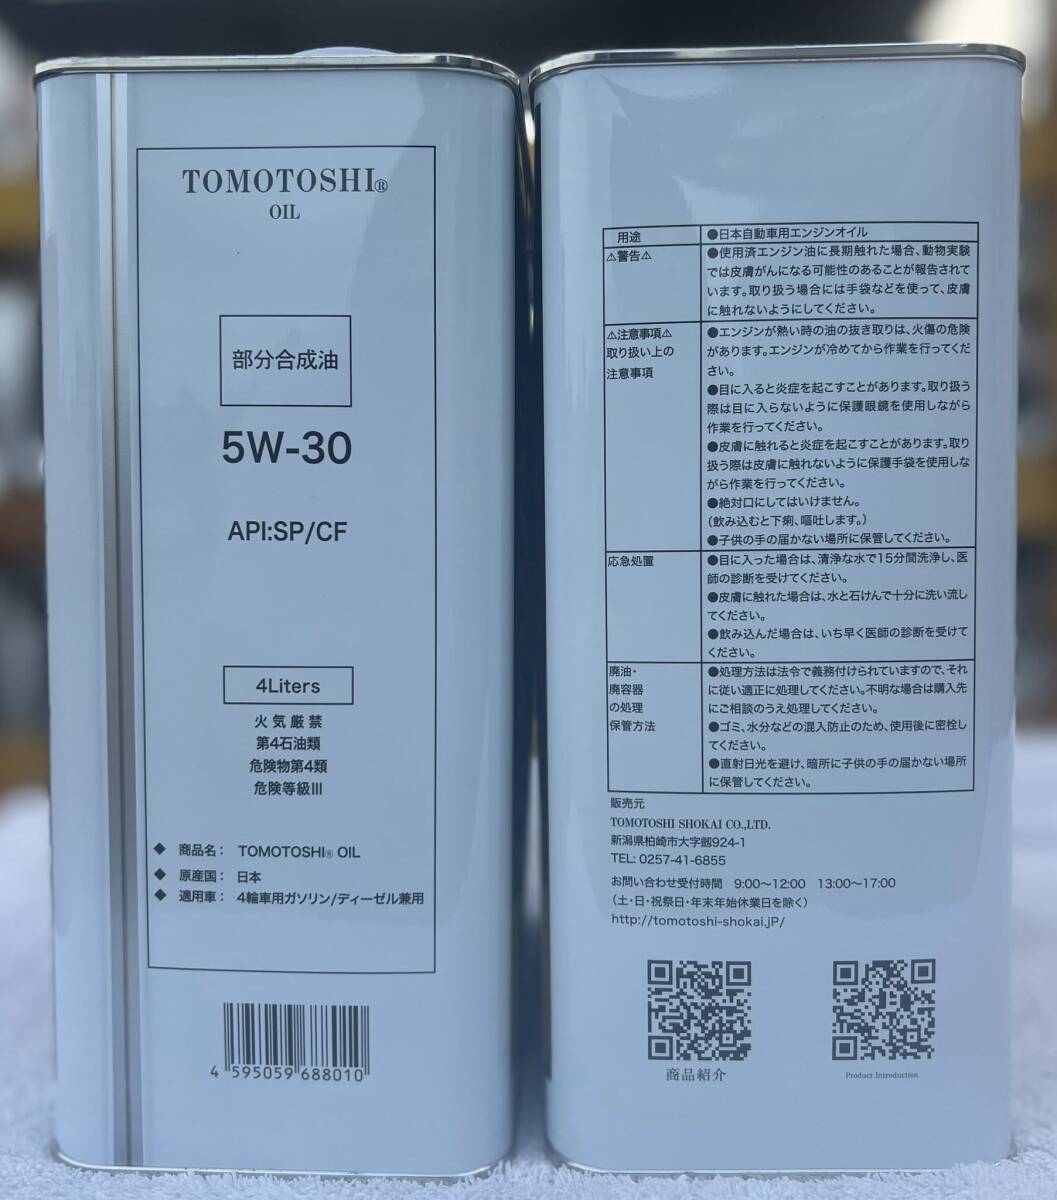 TOMOTOSHI®
OIL
部分合成油
5W-30
API:SP/CF
4Liters
火気厳禁
第4石油類
危険物第4類
危険等級Ⅲ
◆ 商品名： TOMOTOSHI® OIL
◆ 原産国： 日本
◆ 適用車： 4輪車用ガソリン/ディーゼル兼用
4 595059 688010
用途 ●日本自動車用エンジンオイル
⚠警告⚠
●使用済エンジン油に長期触れた場合、動物実験
では皮膚がんになる可能性のあることが報告されて
います。取り扱う場合には手袋などを使って、皮膚
に触れないようにしてください。
⚠注意事項⚠
取り扱い上の
注意事項
●エンジンが熱い時の油の抜き取りは、火傷の危険
があります。エンジンが冷めてから作業を行ってくだ
さい。
●目に入ると炎症を起こすことがあります。取り扱う
際は目に入らないように保護眼鏡を使用しながら
作業を行ってください。
●皮膚に触れると炎症を起こすことがあります。取り
扱う際は皮膚に触れないように保護手袋を使用しな
がら作業を行ってください。
●絶対口にしてはいけません。
（飲み込むと下痢、嘔吐します。）
●子供の手の届かない場所に保管してください。
応急処置
●目に入った場合は、清浄な水で15分間洗浄し、医
師の診断を受けてください。
●皮膚に触れた場合は、水と石けんで十分に洗い流し
てください。
●飲み込んだ場合は、いち早く医師の診断を受けて
ください。
廃油・
廃容器
の処理
保管方法
●処理方法は法令で義務付けられていますので、それ
に従い適正に処理してください。不明な場合は購入先
にご相談のうえ処理してください。
●ゴミ、水分などの混入防止のため、使用後に密栓し
てください。
●直射日光を避け、暗所に子供の手の届かない場所
に保管してください。
販売元
TOMOTOSHI SHOKAI CO.,LTD.
新潟県柏崎市大字劔924-1
TEL: 0257-41-6855
お問い合わせ受付時間 9:00〜12:00 13:00〜17:00
（土・日・祝祭日・年末年始休業日を除く）
http://tomotoshi-shokai.jP/
商品紹介
Product Introduction